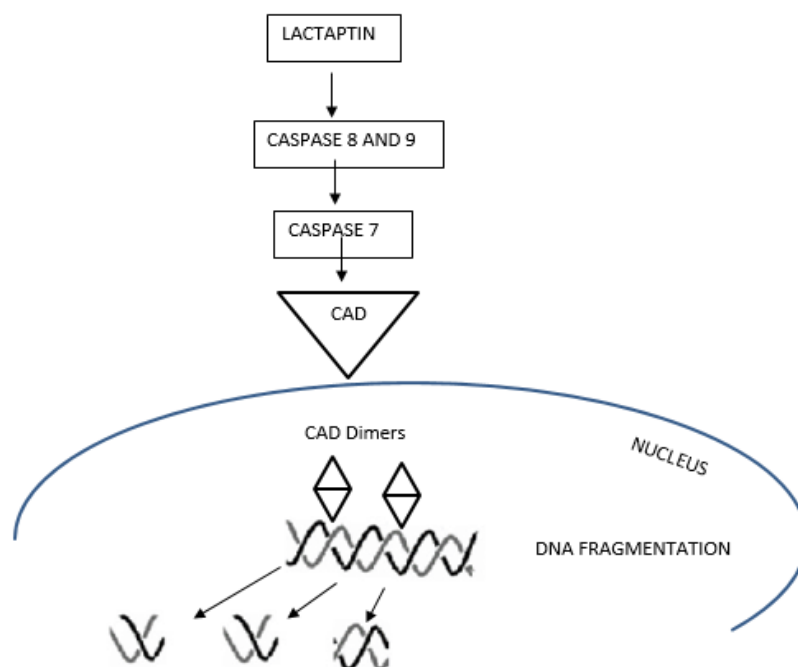 LACTAPTIN
CASPASE 8 AND 9
CASPASE 7
CAD
CAD Dimers
NUCLEUS
DNA FRAGMENTATION